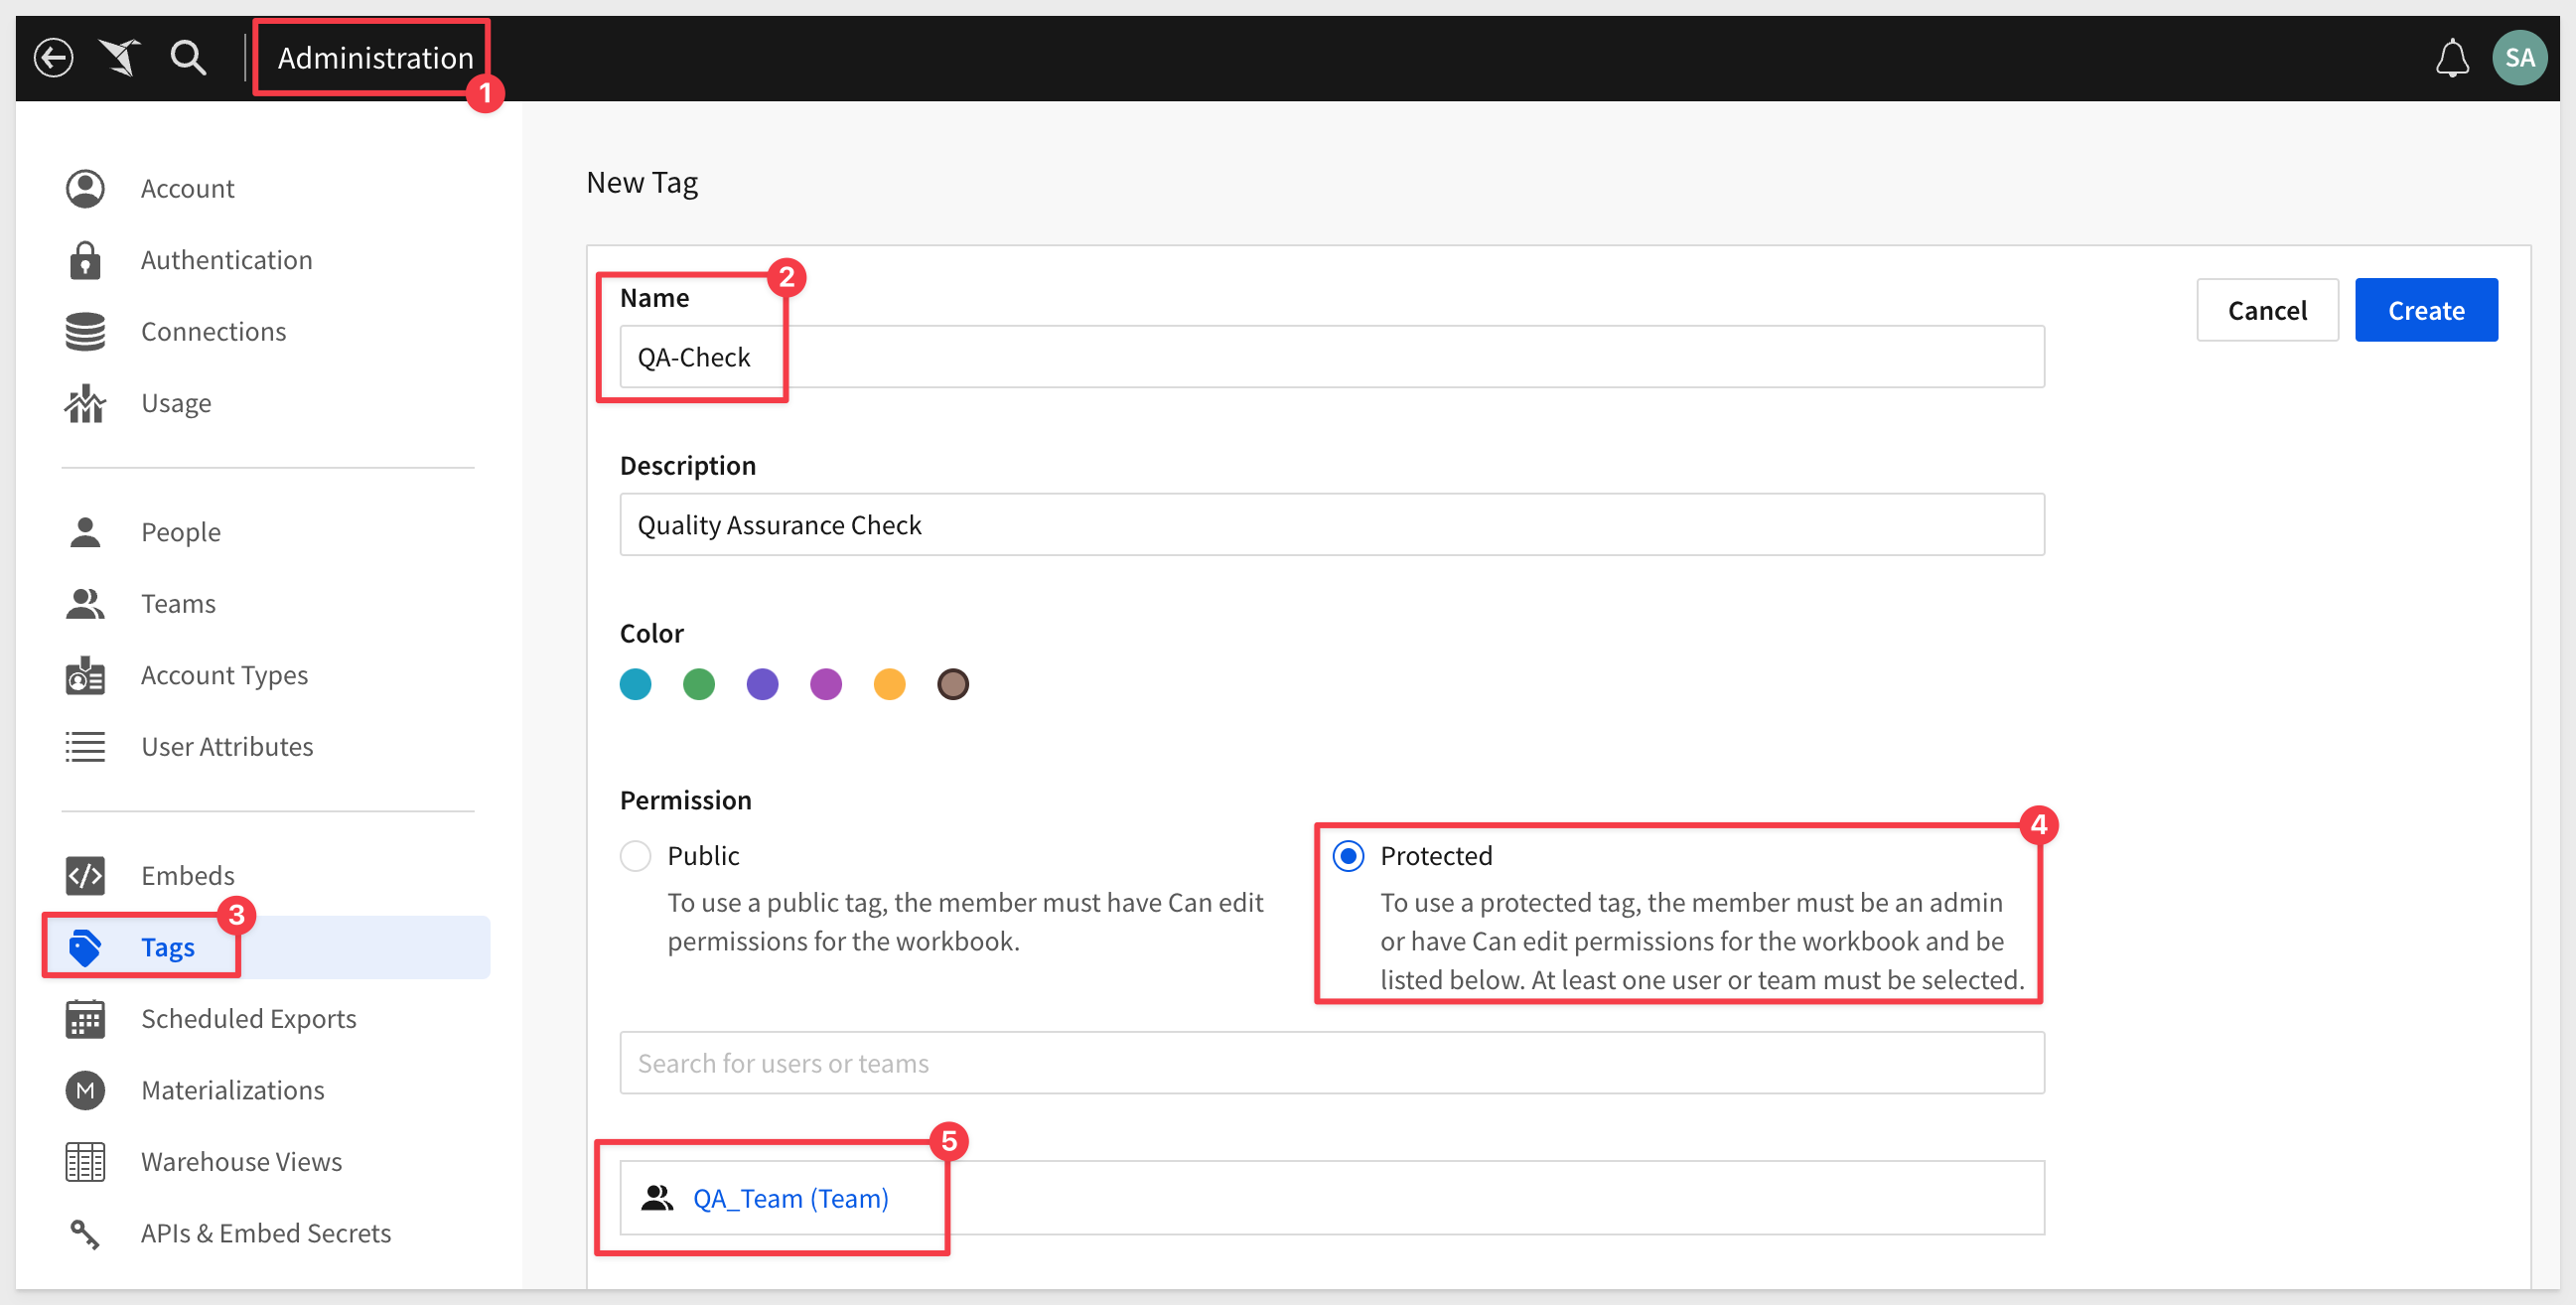 Administration
1
SA
Account
Authentication
Connections
Usage
People
Teams
Account Types
User Attributes
Embeds
3
Tags
Scheduled Exports
M
Materializations
Warehouse Views
APIs & Embed Secrets
New Tag
2
Name
QA-Check
Cancel
Create
Description
Quality Assurance Check
Color
Permission
Public
To use a public tag, the member must have Can edit
permissions for the workbook.
4
Protected
To use a protected tag, the member must be an admin
or have Can edit permissions for the workbook and be
listed below. At least one user or team must be selected.
Search for users or teams
5
QA_Team (Team)